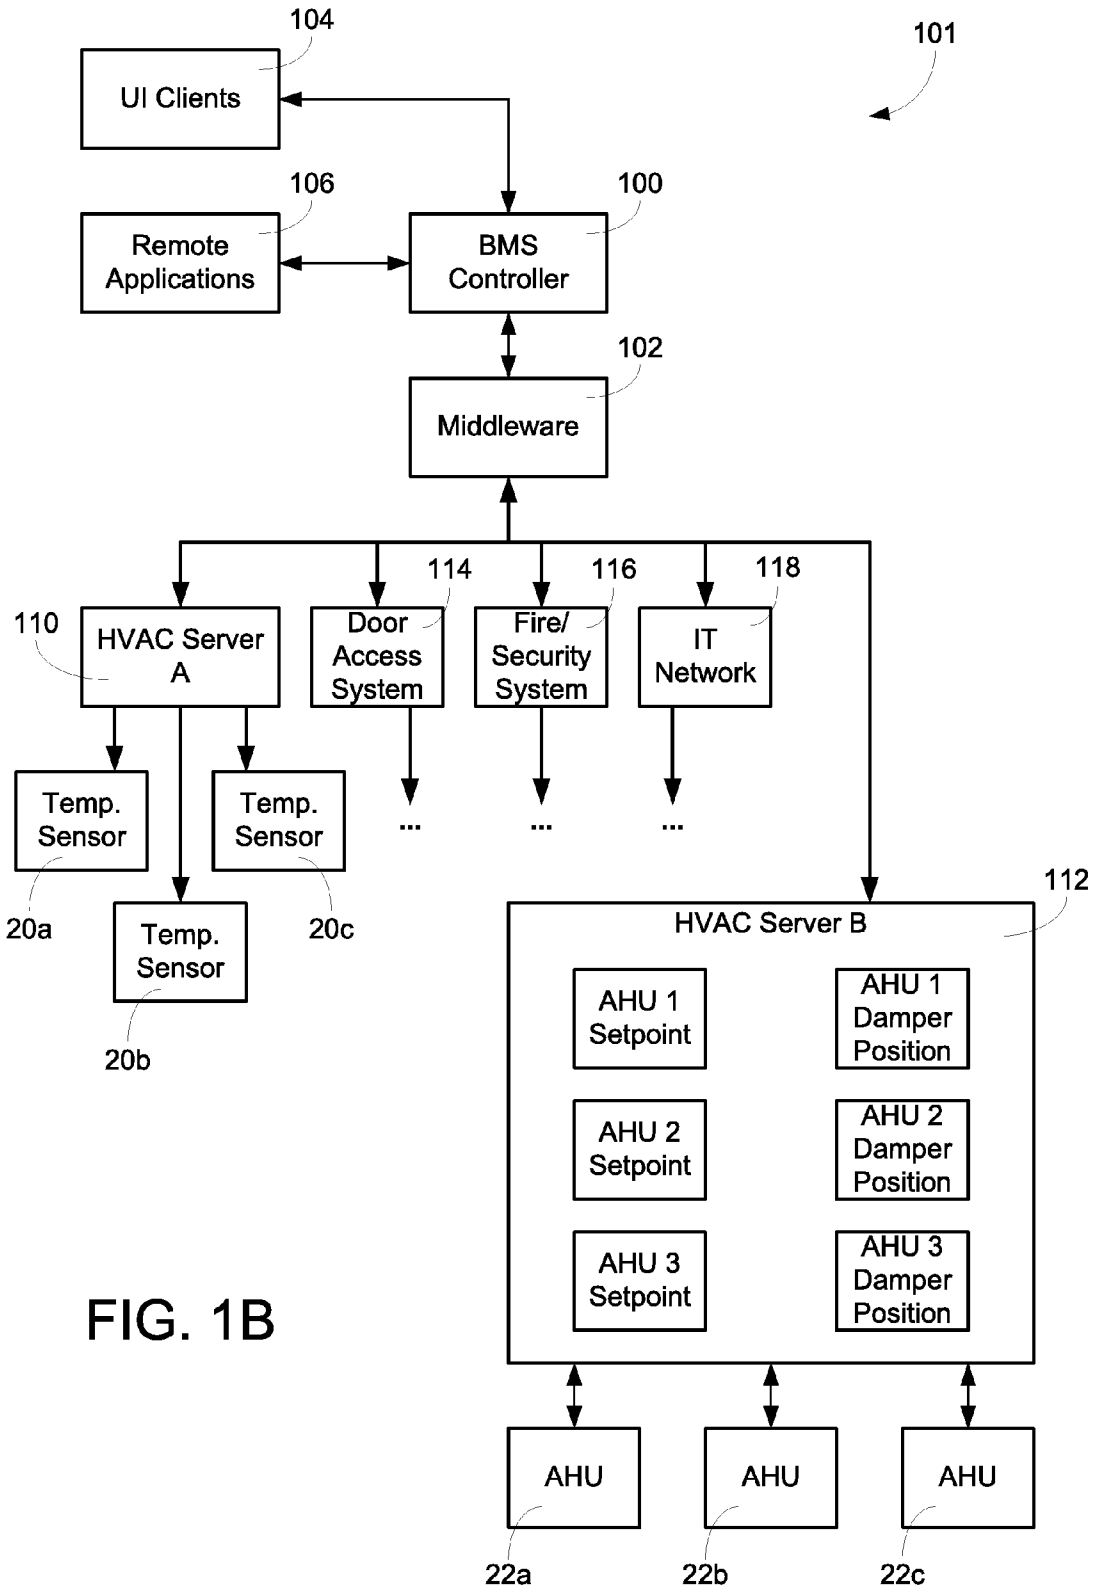 104
101
UI Clients
106
100
Remote
Applications
BMS
Controller
102
Middleware
114
116
118
110
HVAC Server
A
Door
Access
System
Fire/
Security
System
IT
Network
Temp.
Sensor
Temp.
Sensor
...
...
...
20a
20c
Temp.
Sensor
20b
112
HVAC Server B
AHU 1
Setpoint
AHU 1
Damper
Position
AHU 2
Setpoint
AHU 2
Damper
Position
AHU 3
Setpoint
AHU 3
Damper
Position
FIG. 1B
AHU
AHU
AHU
22a
22b
22c